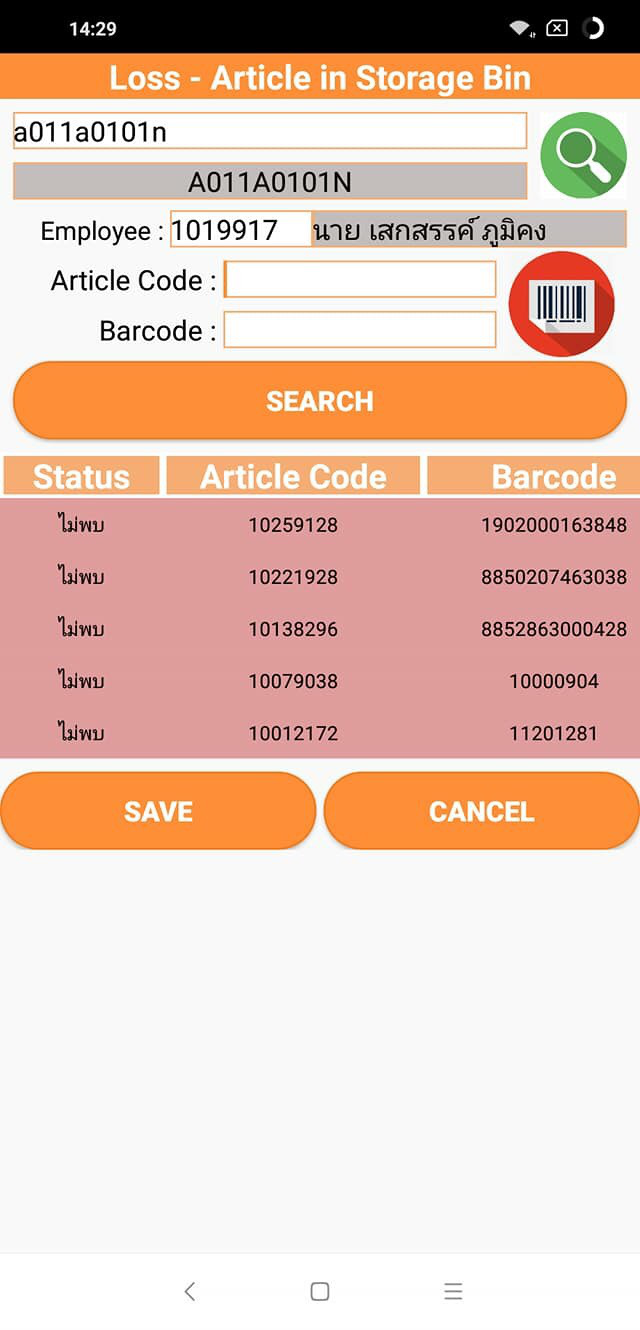 14:29
Loss - Article in Storage Bin
a011a0101n
A011A0101N
Employee : 1019917 นาย เสกสรรค์ ภูมิคง
Article Code :
Barcode :
SEARCH
Status Article Code Barcode
ไม่พบ 10259128 1902000163848
ไม่พบ 10221928 8850207463038
ไม่พบ 10138296 8852863000428
ไม่พบ 10079038 10000904
ไม่พบ 10012172 11201281
SAVE CANCEL